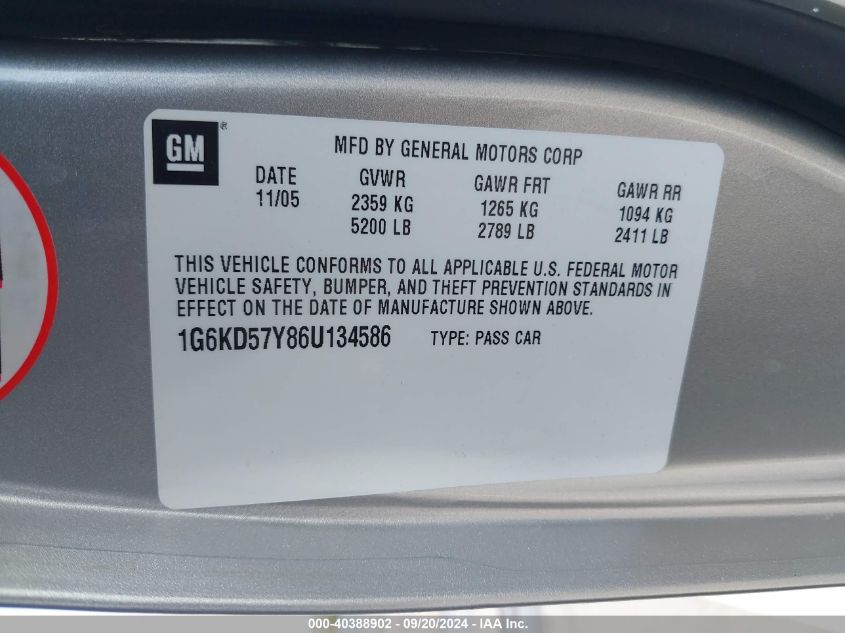 GM ®
MFD BY GENERAL MOTORS CORP
DATE GVWR GAWR FRT GAWR RR
11/05 2359 KG 1265 KG 1094 KG
5200 LB 2789 LB 2411 LB
THIS VEHICLE CONFORMS TO ALL APPLICABLE U.S. FEDERAL MOTOR
VEHICLE SAFETY, BUMPER, AND THEFT PREVENTION STANDARDS IN
EFFECT ON THE DATE OF MANUFACTURE SHOWN ABOVE.
1G6KD57Y86U134586 TYPE: PASS CAR
000-40388902 - 09/20/2024 - IAA, Inc.